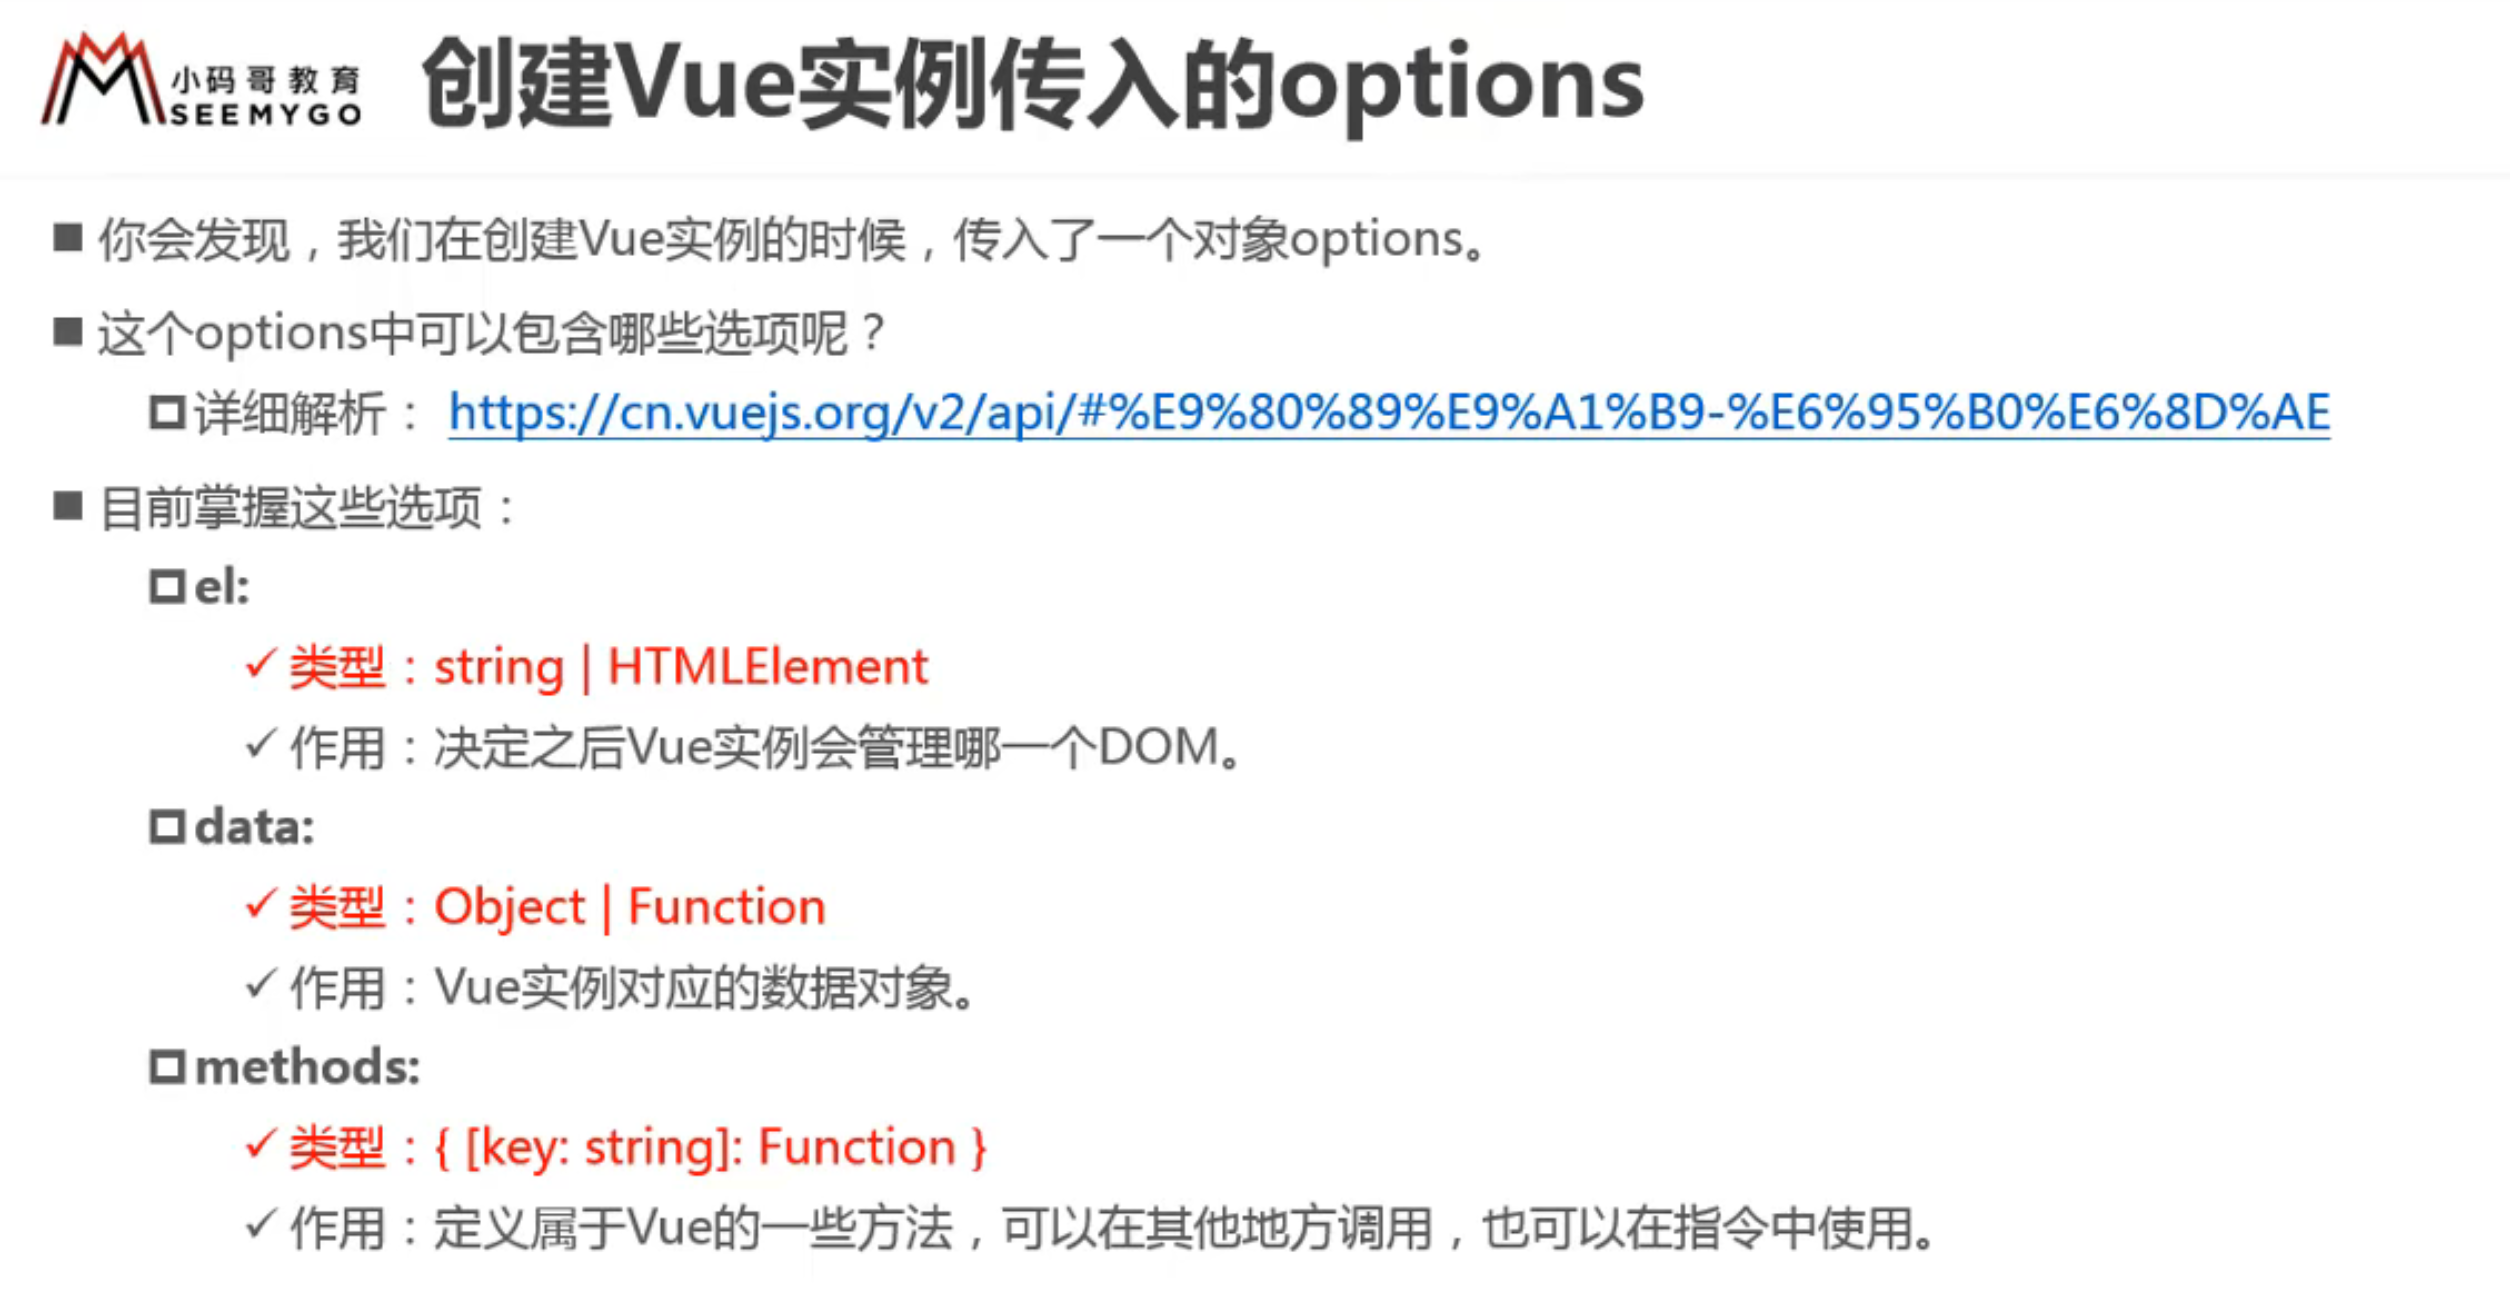 小码哥教育
SEEMYGO
创建Vue实例传入的options
你会发现，我们在创建Vue实例的时候，传入了一个对象options。
这个options中可以包含哪些选项呢？
详细解析： https://cn.vuejs.org/v2/api/#%E9%80%89%E9%A1%B9-%E6%95%B0%E6%8D%AE
目前掌握这些选项：
el:
✓ 类型：string | HTMLElement
✓ 作用：决定之后Vue实例会管理哪一个DOM。
data:
✓ 类型：Object | Function
✓ 作用：Vue实例对应的数据对象。
methods:
✓ 类型：{ [key: string]: Function }
✓ 作用：定义属于Vue的一些方法，可以在其他地方调用，也可以在指令中使用。